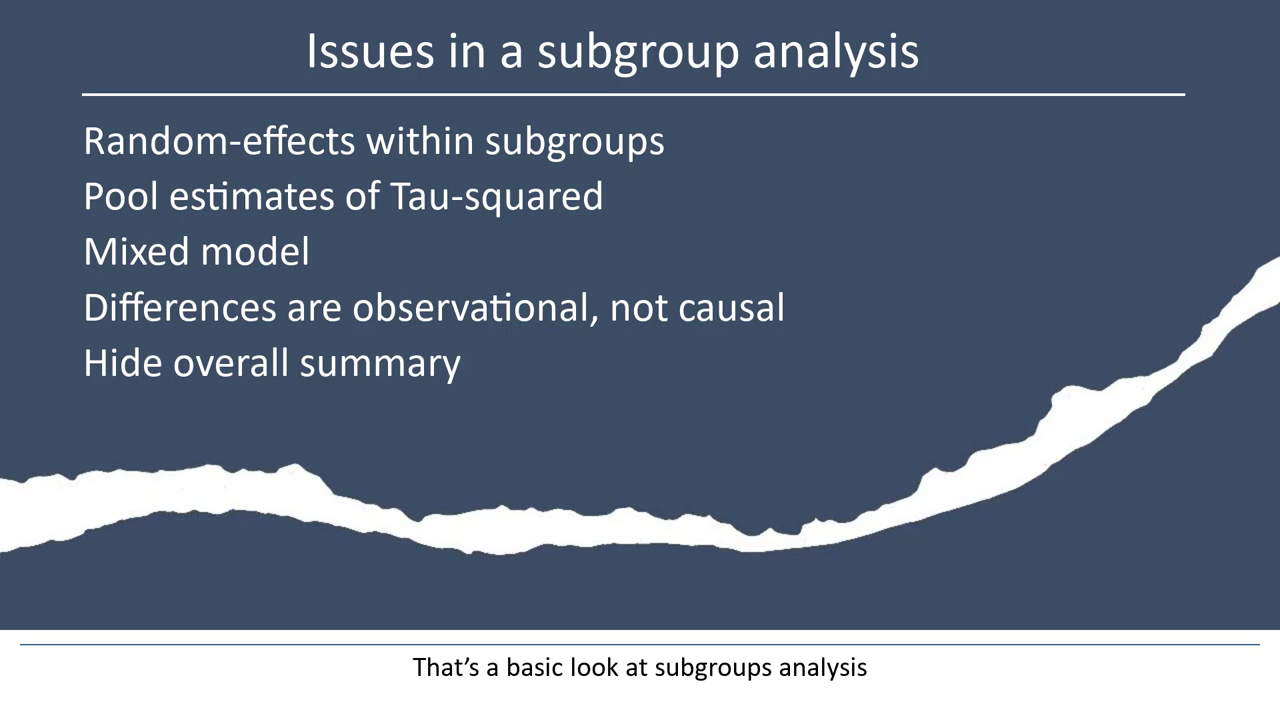 Issues in a subgroup analysis
Random-effects within subgroups
Pool estimates of Tau-squared
Mixed model
Differences are observational, not causal
Hide overall summary
That’s a basic look at subgroups analysis